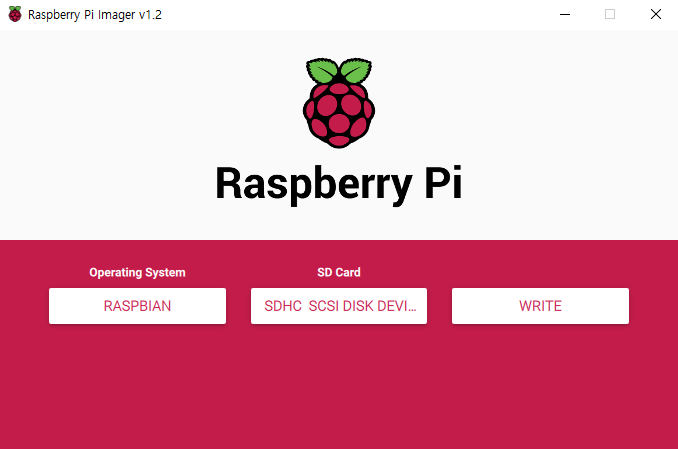 Raspberry Pi Imager v1.2
Raspberry Pi
Operating System
SD Card
RASPBIAN
SDHC SCSI DISK DEVI...
WRITE